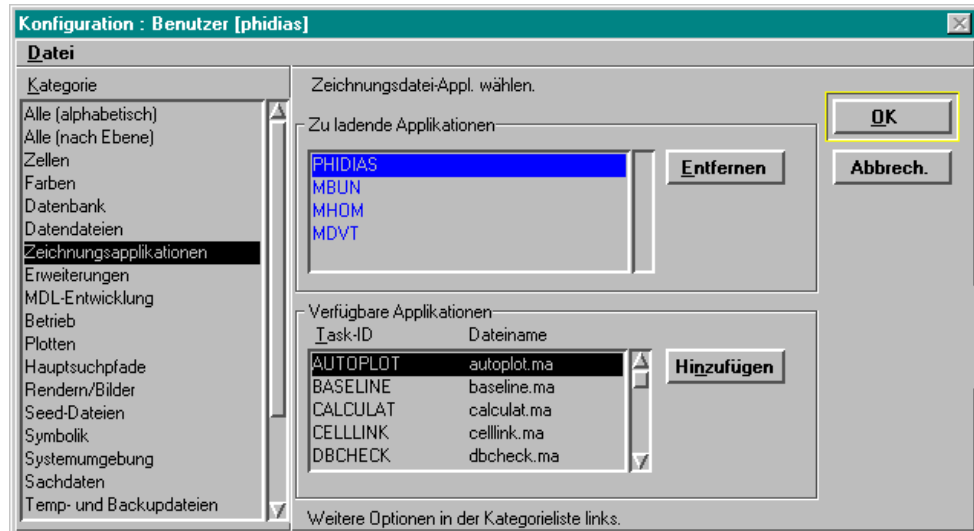 Konfiguration : Benutzer [phidias]
Datei
Kategorie
Alle (alphabetisch)
Alle (nach Ebene)
Zellen
Farben
Datenbank
Datendateien
Zeichnungsapplikationen
Erweiterungen
MDL-Entwicklung
Betrieb
Plotten
Hauptsuchpfade
Rendern/Bilder
Seed-Dateien
Symbolik
Systemumgebung
Sachdaten
Temp- und Backupdateien
Zeichnungsdatei-Appl. wählen.
Zu ladende Applikationen
PHIDIAS
MBUN
MHOM
MDVT
Entfernen
Verfügbare Applikationen
Task-ID Dateiname
AUTOPLOT autoplot.ma
BASELINE baseline.ma
CALCULAT calculat.ma
CELLLINK celllink.ma
DBCHECK dbcheck.ma
Hinzufügen
Weitere Optionen in der Kategorieliste links.
OK
Abbrech.